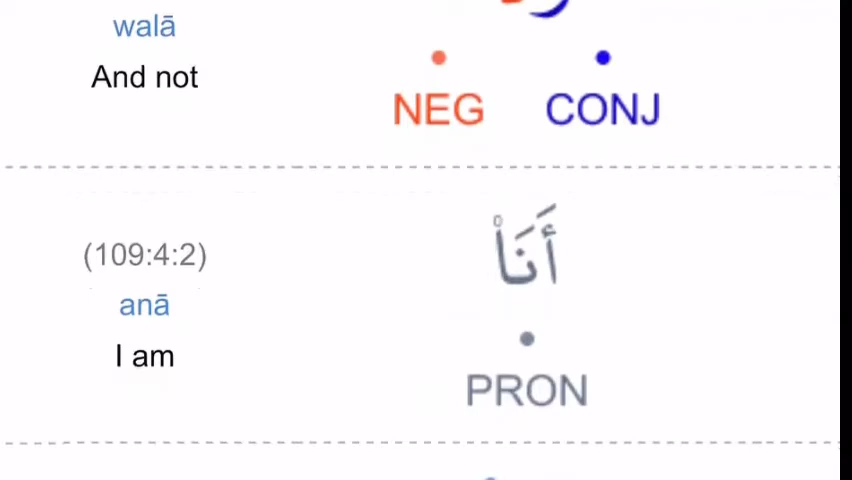 walā
And not
NEG CONJ
(109:4:2)
أَنَا۠
anā
I am
PRON